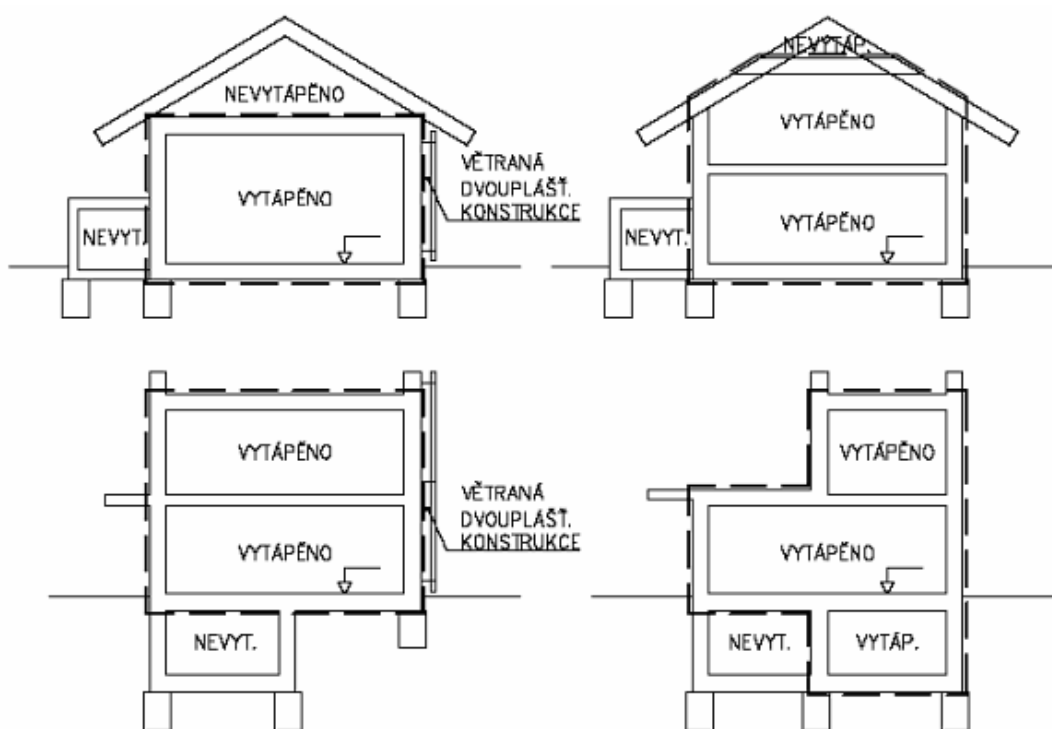 NEVYTÁPĚNO
VYTÁPĚNO
NEVYT.
VĚTRANÁ
DVOUPLÁŠŤ.
KONSTRUKCE
NEVYTÁP.
VYTÁPĚNO
VYTÁPĚNO
NEVYT.
VYTÁPĚNO
VYTÁPĚNO
NEVYT.
VĚTRANÁ
DVOUPLÁŠŤ.
KONSTRUKCE
VYTÁPĚNO
VYTÁPĚNO
NEVYT.
VYTÁP.